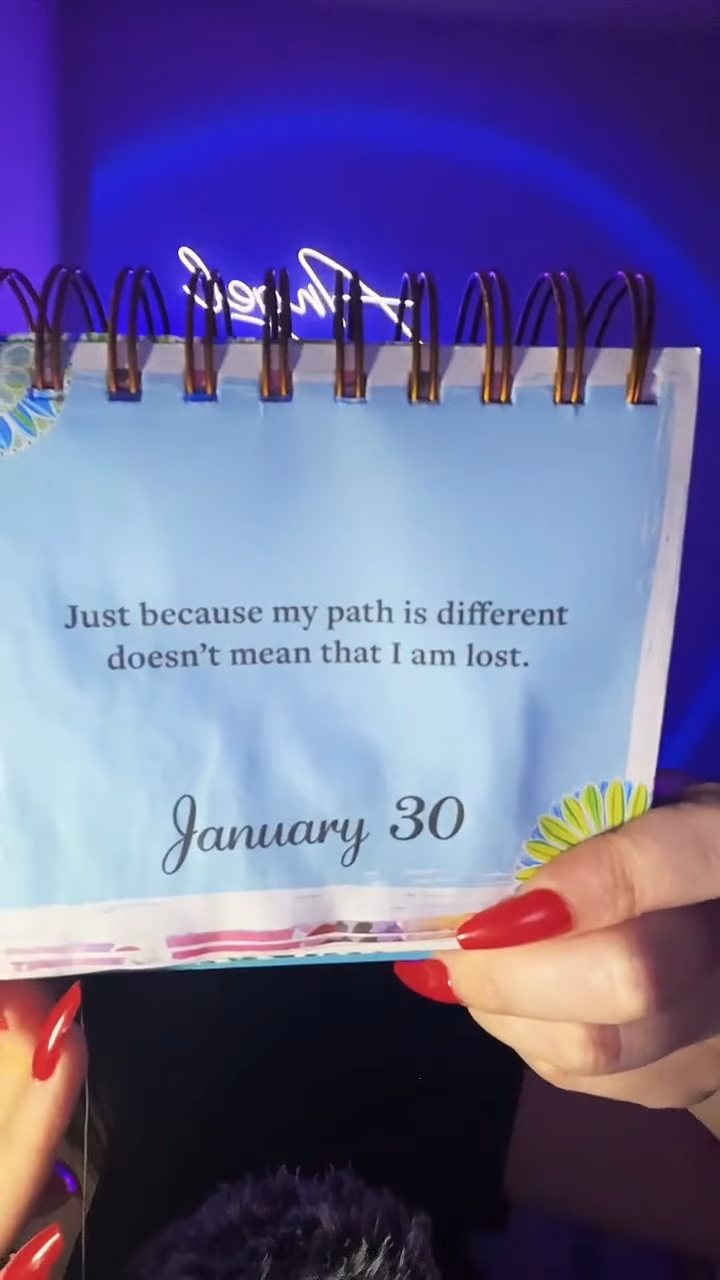 Just because my path is different
doesn't mean that I am lost.
January 30